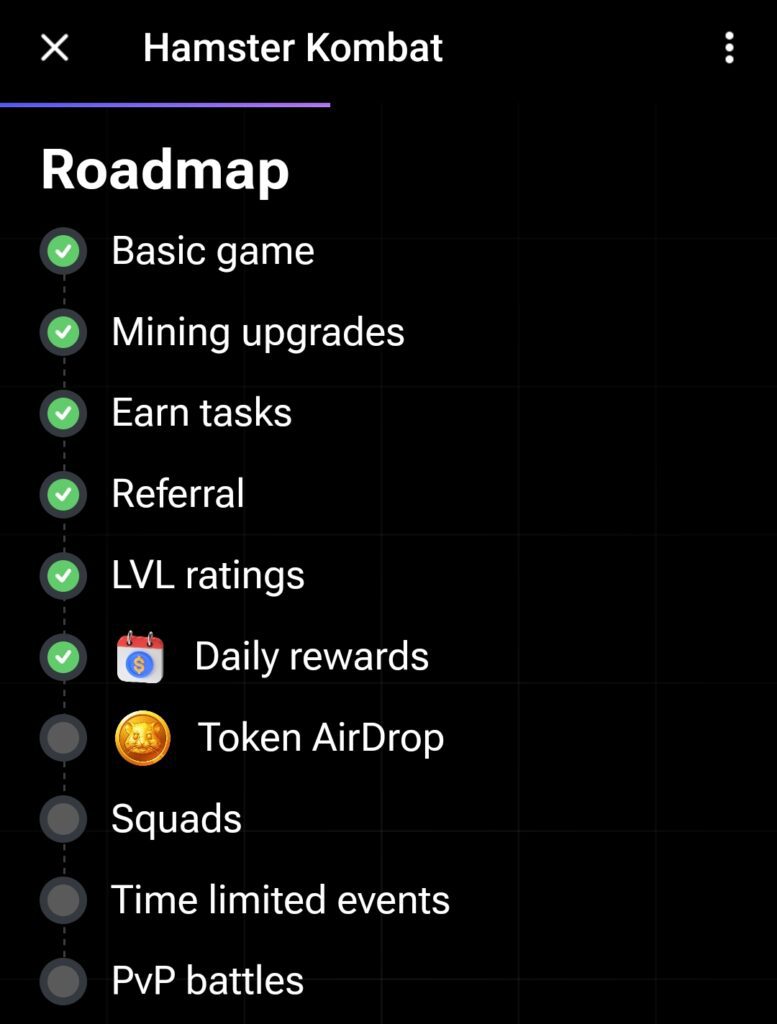 Hamster Kombat
Roadmap
Basic game
Mining upgrades
Earn tasks
Referral
LVL ratings
Daily rewards
Token AirDrop
Squads
Time limited events
PvP battles